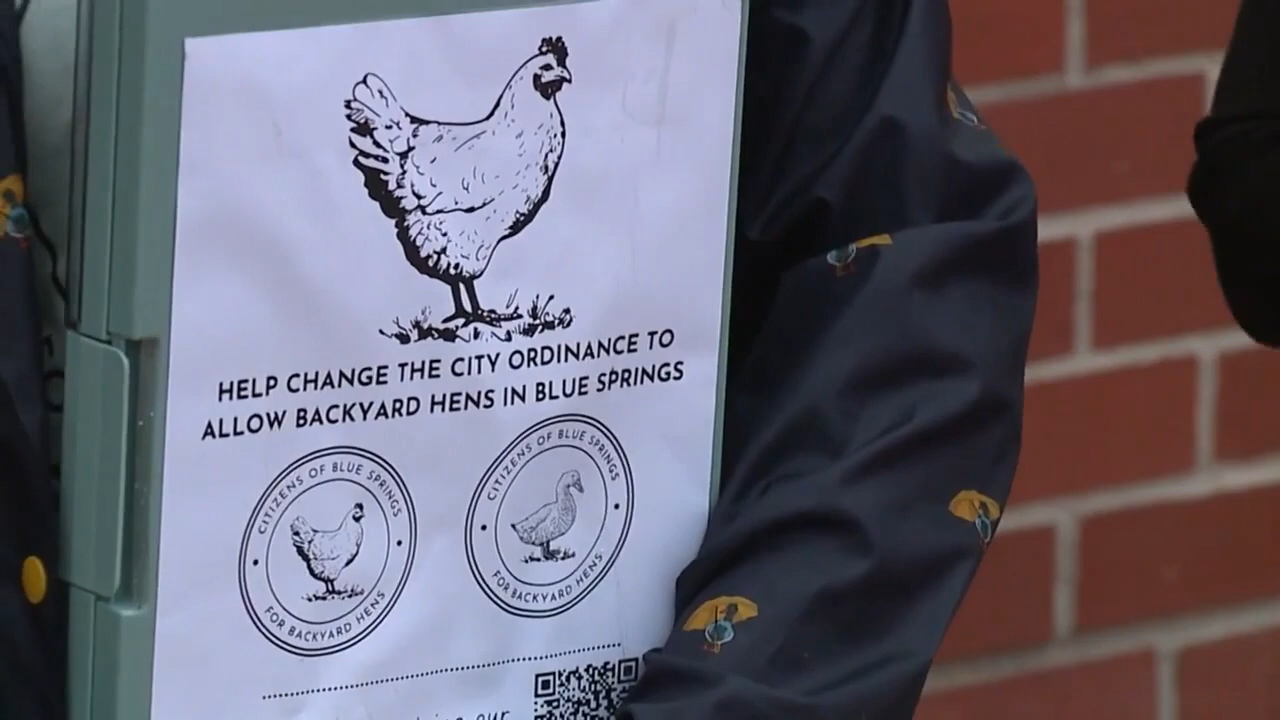 HELP CHANGE THE CITY ORDINANCE TO
ALLOW BACKYARD HENS IN BLUE SPRINGS
CITIZENS OF BLUE SPRINGS
FOR BACKYARD HENS
CITIZENS OF BLUE SPRINGS
FOR BACKYARD HENS
our